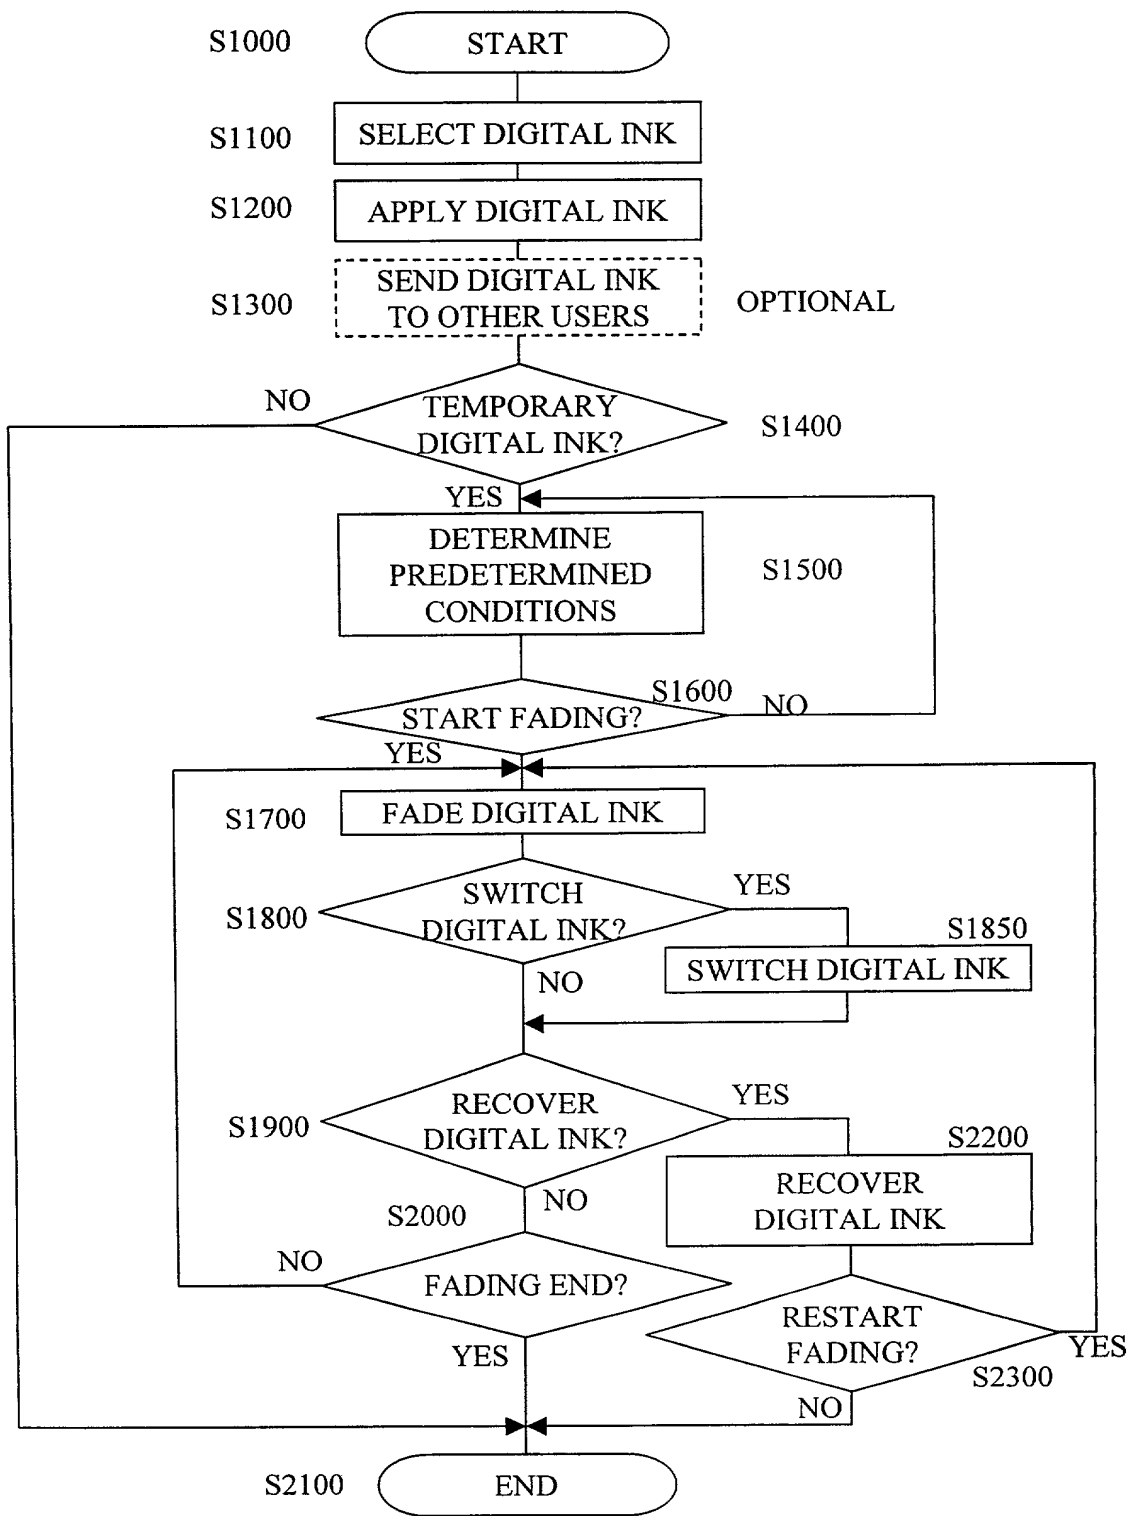 S1000
START
S1100
SELECT DIGITAL INK
S1200
APPLY DIGITAL INK
S1300
SEND DIGITAL INK
TO OTHER USERS
OPTIONAL
NO
TEMPORARY
DIGITAL INK?
S1400
YES
DETERMINE
PREDETERMINED
CONDITIONS
S1500
S1600
START FADING?
NO
YES
S1700
FADE DIGITAL INK
S1800
SWITCH
DIGITAL INK?
YES
S1850
SWITCH DIGITAL INK
NO
S1900
RECOVER
DIGITAL INK?
YES
S2200
RECOVER
DIGITAL INK
NO
S2000
NO
FADING END?
RESTART
FADING?
YES
S2300
YES
NO
S2100
END